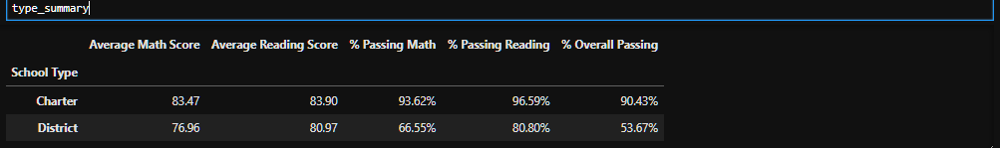 type_summary
Average Math Score Average Reading Score % Passing Math % Passing Reading % Overall Passing
School Type
Charter 83.47 83.90 93.62% 96.59% 90.43%
District 76.96 80.97 66.55% 80.80% 53.67%